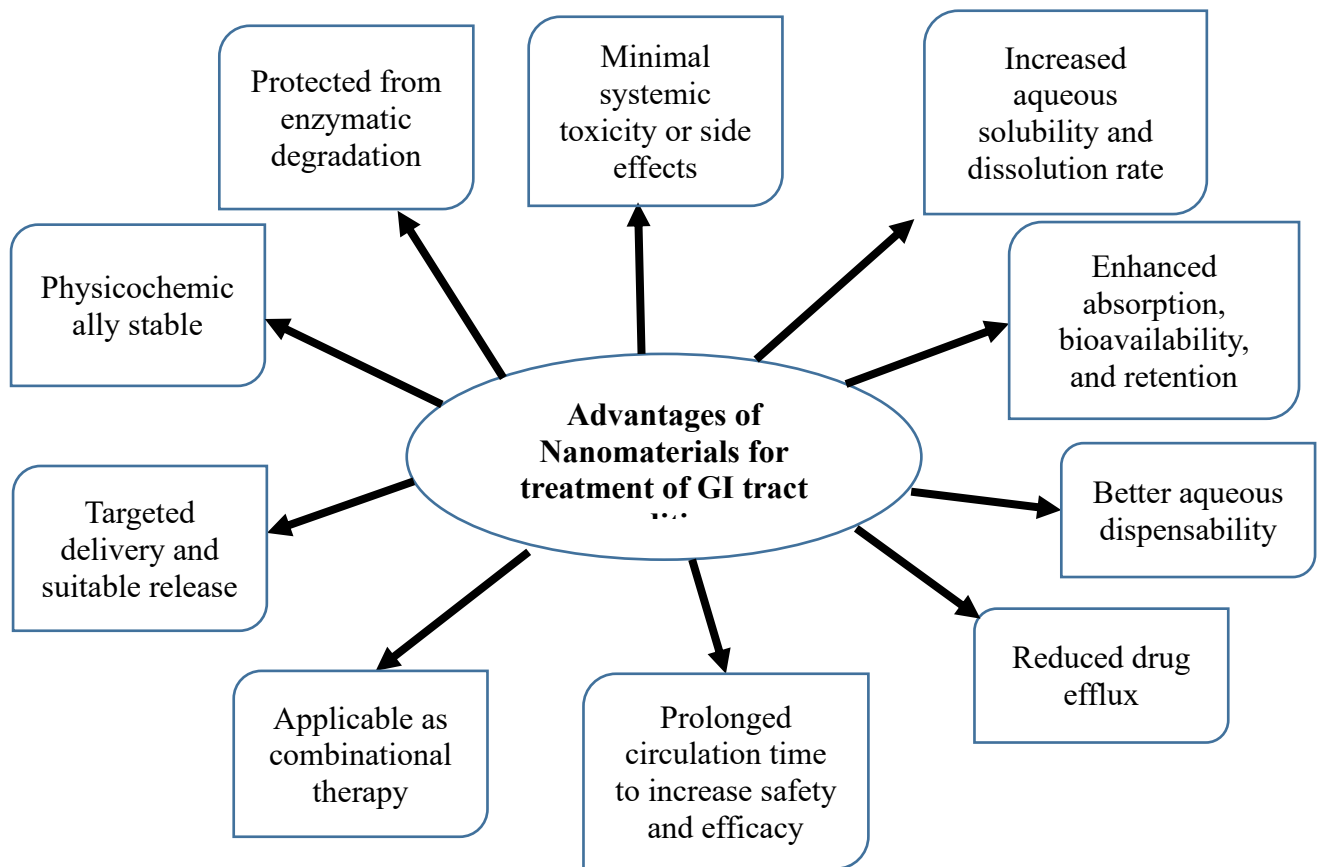 Protected from
enzymatic
degradation
Minimal
systemic
toxicity or side
effects
Increased
aqueous
solubility and
dissolution rate
Physicochemic
ally stable
Enhanced
absorption,
bioavailability,
and retention
Advantages of
Nanomaterials for
treatment of GI tract
Targeted
delivery and
suitable release
Better aqueous
dispensability
Reduced drug
efflux
Applicable as
combinational
therapy
Prolonged
circulation time
to increase safety
and efficacy